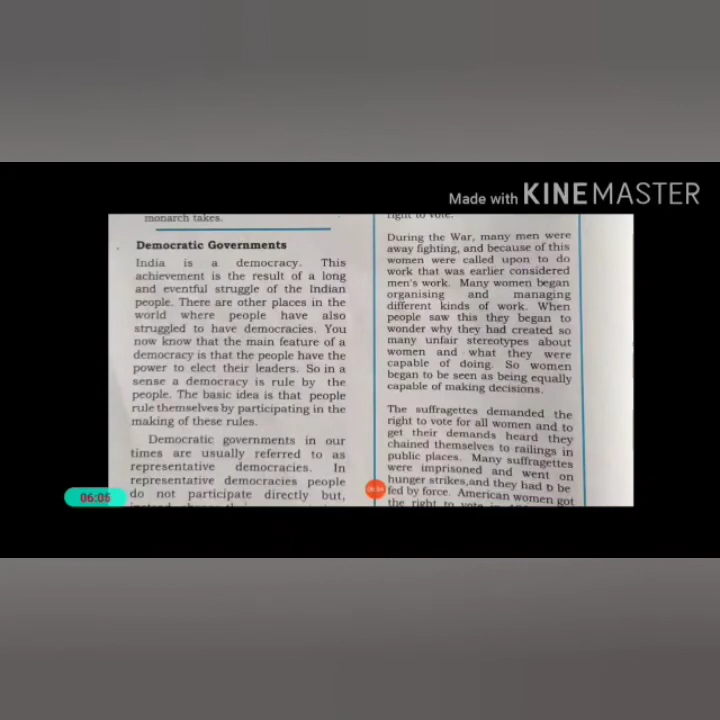 Made with KINEMASTER
monarch takes.
Democratic Governments
India is a democracy. This
achievement is the result of a long
and eventful struggle of the Indian
people. There are other places in the
world where people have also
struggled to have democracies. You
now know that the main feature of a
democracy is that the people have the
power to elect their leaders. So in a
sense a democracy is rule by the
people. The basic idea is that people
rule themselves by participating in the
making of these rules.
Democratic governments in our
times are usually referred to as
representative democracies. In
representative democracies people
do not participate directly but,
right to vote.
During the War, many men were
away fighting, and because of this
women were called upon to do
work that was earlier considered
men's work. Many women began
organising and managing
different kinds of work. When
people saw this they began to
wonder why they had created so
many unfair stereotypes about
women and what they were
capable of doing. So women
began to be seen as being equally
capable of making decisions.
The suffragettes demanded the
right to vote for all women and to
get their demands heard they
chained themselves to railings in
public places. Many suffragettes
were imprisoned and went on
hunger strikes,and they had to be
fed by force. American women got
the right to vote in
06:05